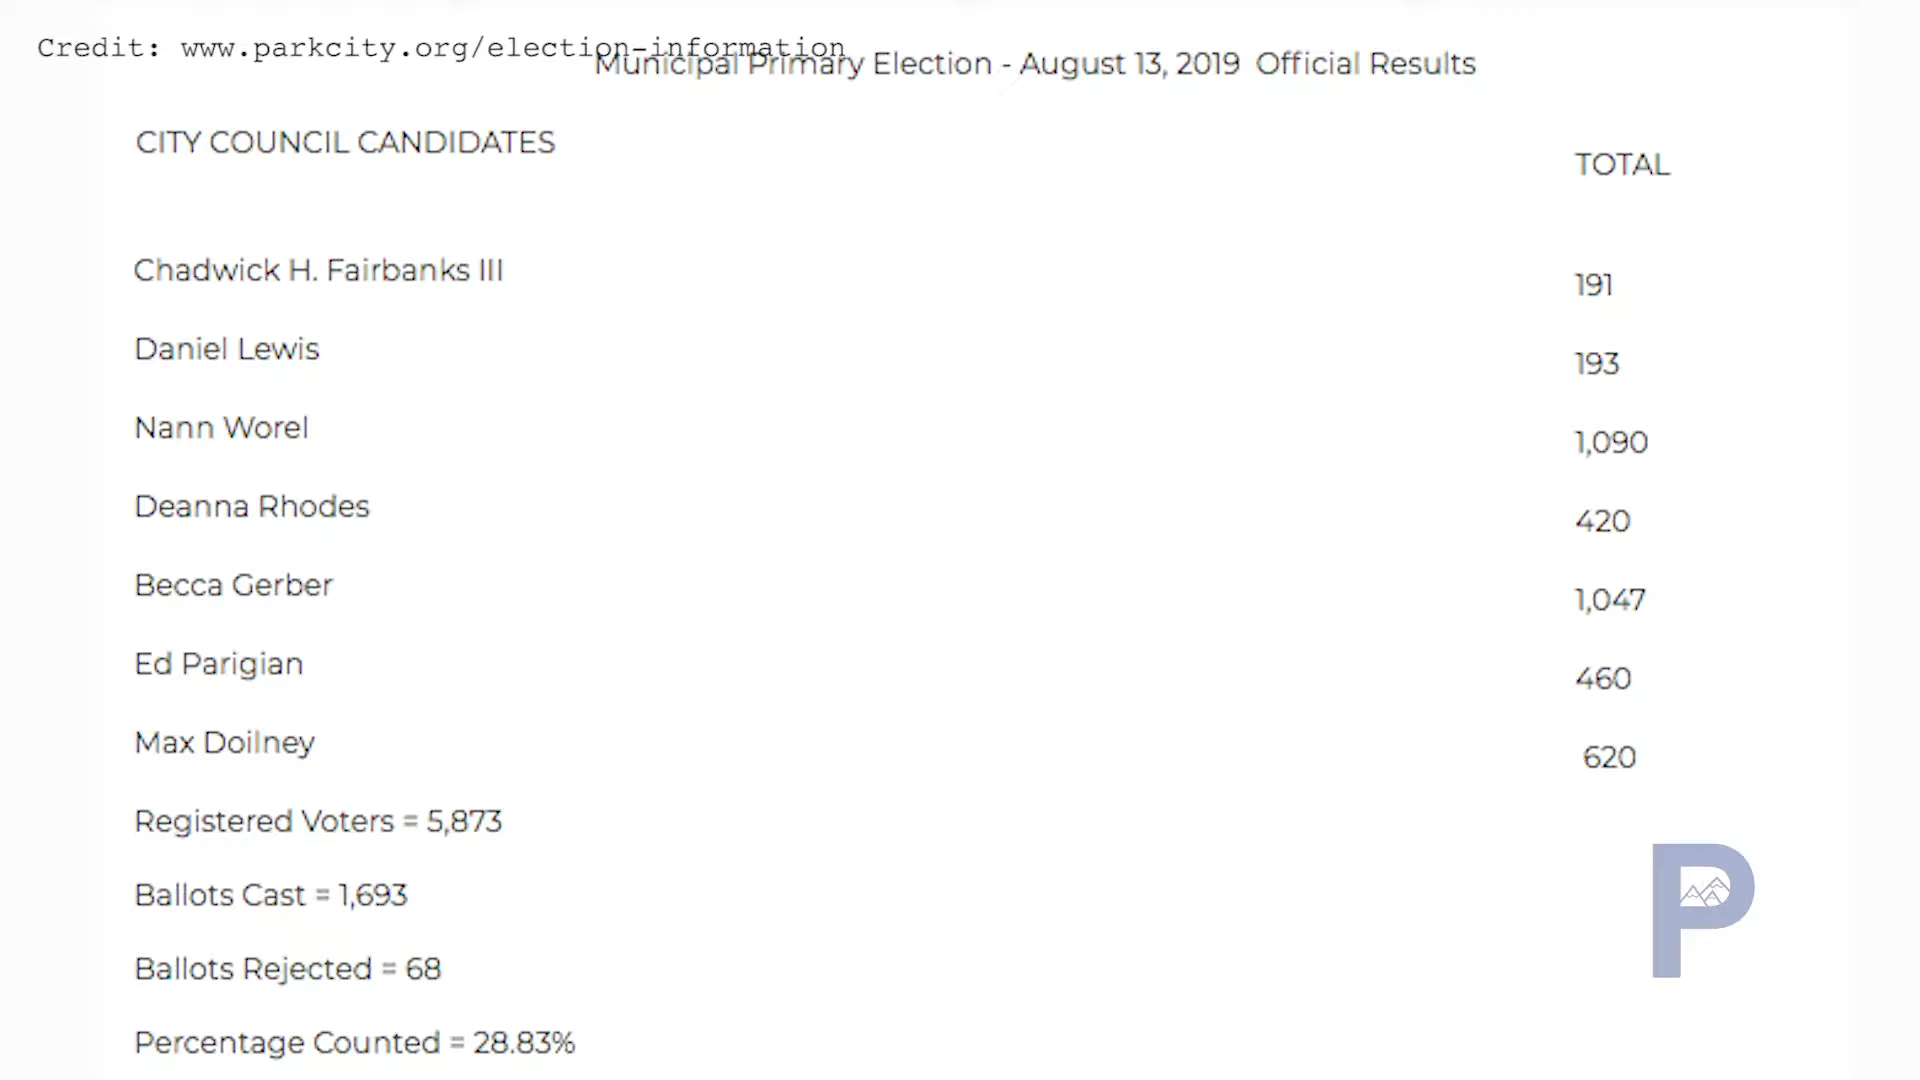 Credit: www.parkcity.org/election-information
Municipal Primary Election - August 13, 2019 Official Results
CITY COUNCIL CANDIDATES
TOTAL
Chadwick H. Fairbanks III 191
Daniel Lewis 193
Nann Worel 1,090
Deanna Rhodes 420
Becca Gerber 1,047
Ed Parigian 460
Max Doilney 620
Registered Voters = 5,873
Ballots Cast = 1,693
Ballots Rejected = 68
Percentage Counted = 28.83%
P